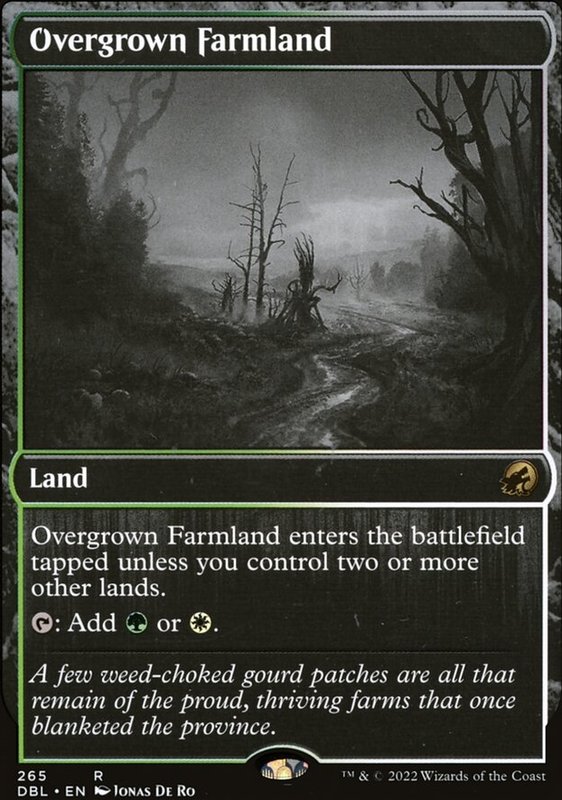 Overgrown Farmland
Land
Overgrown Farmland enters the battlefield
tapped unless you control two or more
other lands.
: Add or .
A few weed-choked gourd patches are all that
remain of the proud, thriving farms that once
blanketed the province.
265 R
DBL • EN Jonas De Ro
™ & © 2022 Wizards of the Coast